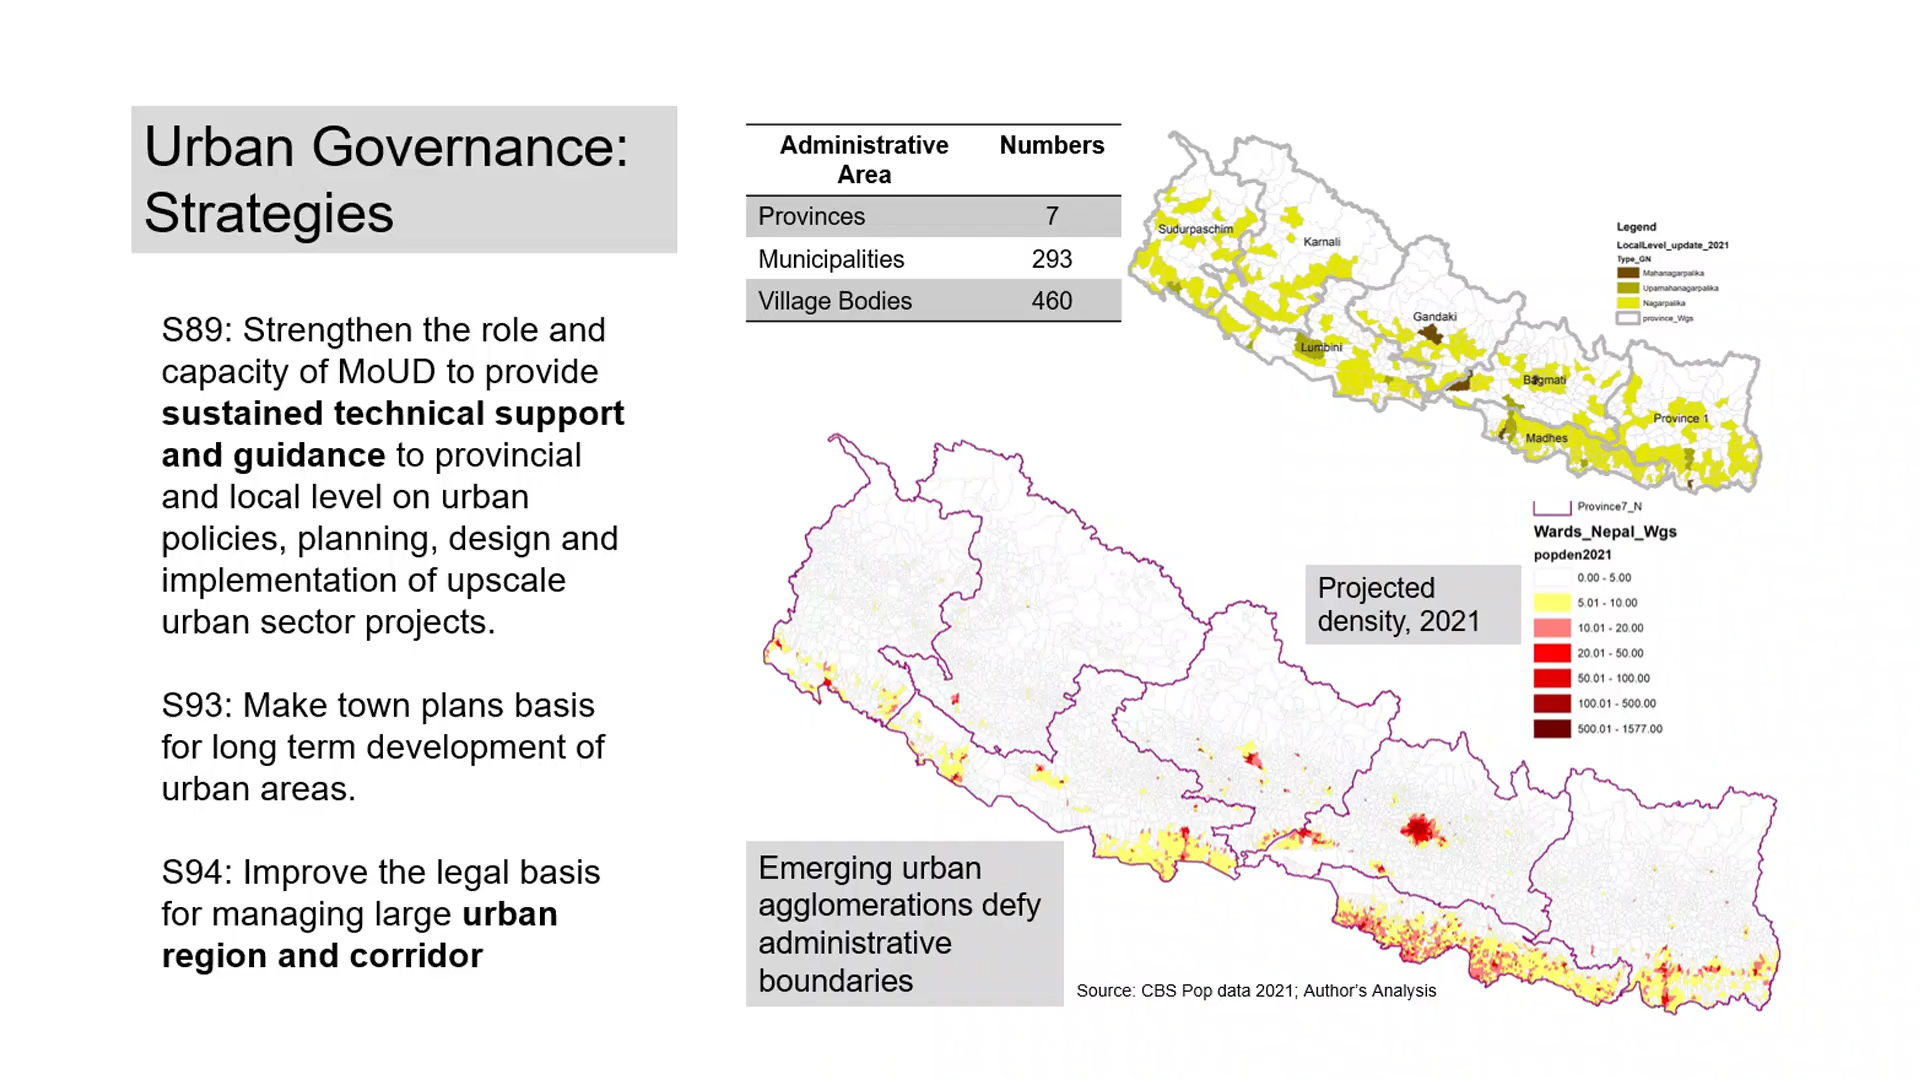 Urban Governance:
Strategies
S89: Strengthen the role and
capacity of MoUD to provide
sustained technical support
and guidance to provincial
and local level on urban
policies, planning, design and
implementation of upscale
urban sector projects.
S93: Make town plans basis
for long term development of
urban areas.
S94: Improve the legal basis
for managing large urban
region and corridor
Administrative Area Numbers
Provinces 7
Municipalities 293
Village Bodies 460
Sudurpaschim
Karnali
Gandaki
Lumbini
Bagmati
Province 1
Madhes
Legend
LocalLevel_update_2021
Type_GN
Mahanagarpalika
Upamahanagarpalika
Nagarpalika
province_Wgs
Province7_N
Wards_Nepal_Wgs
popden2021
0.00 - 5.00
5.01 - 10.00
10.01 - 20.00
20.01 - 50.00
50.01 - 100.00
100.01 - 500.00
500.01 - 1577.00
Projected
density, 2021
Emerging urban
agglomerations defy
administrative
boundaries
Source: CBS Pop data 2021; Author's Analysis